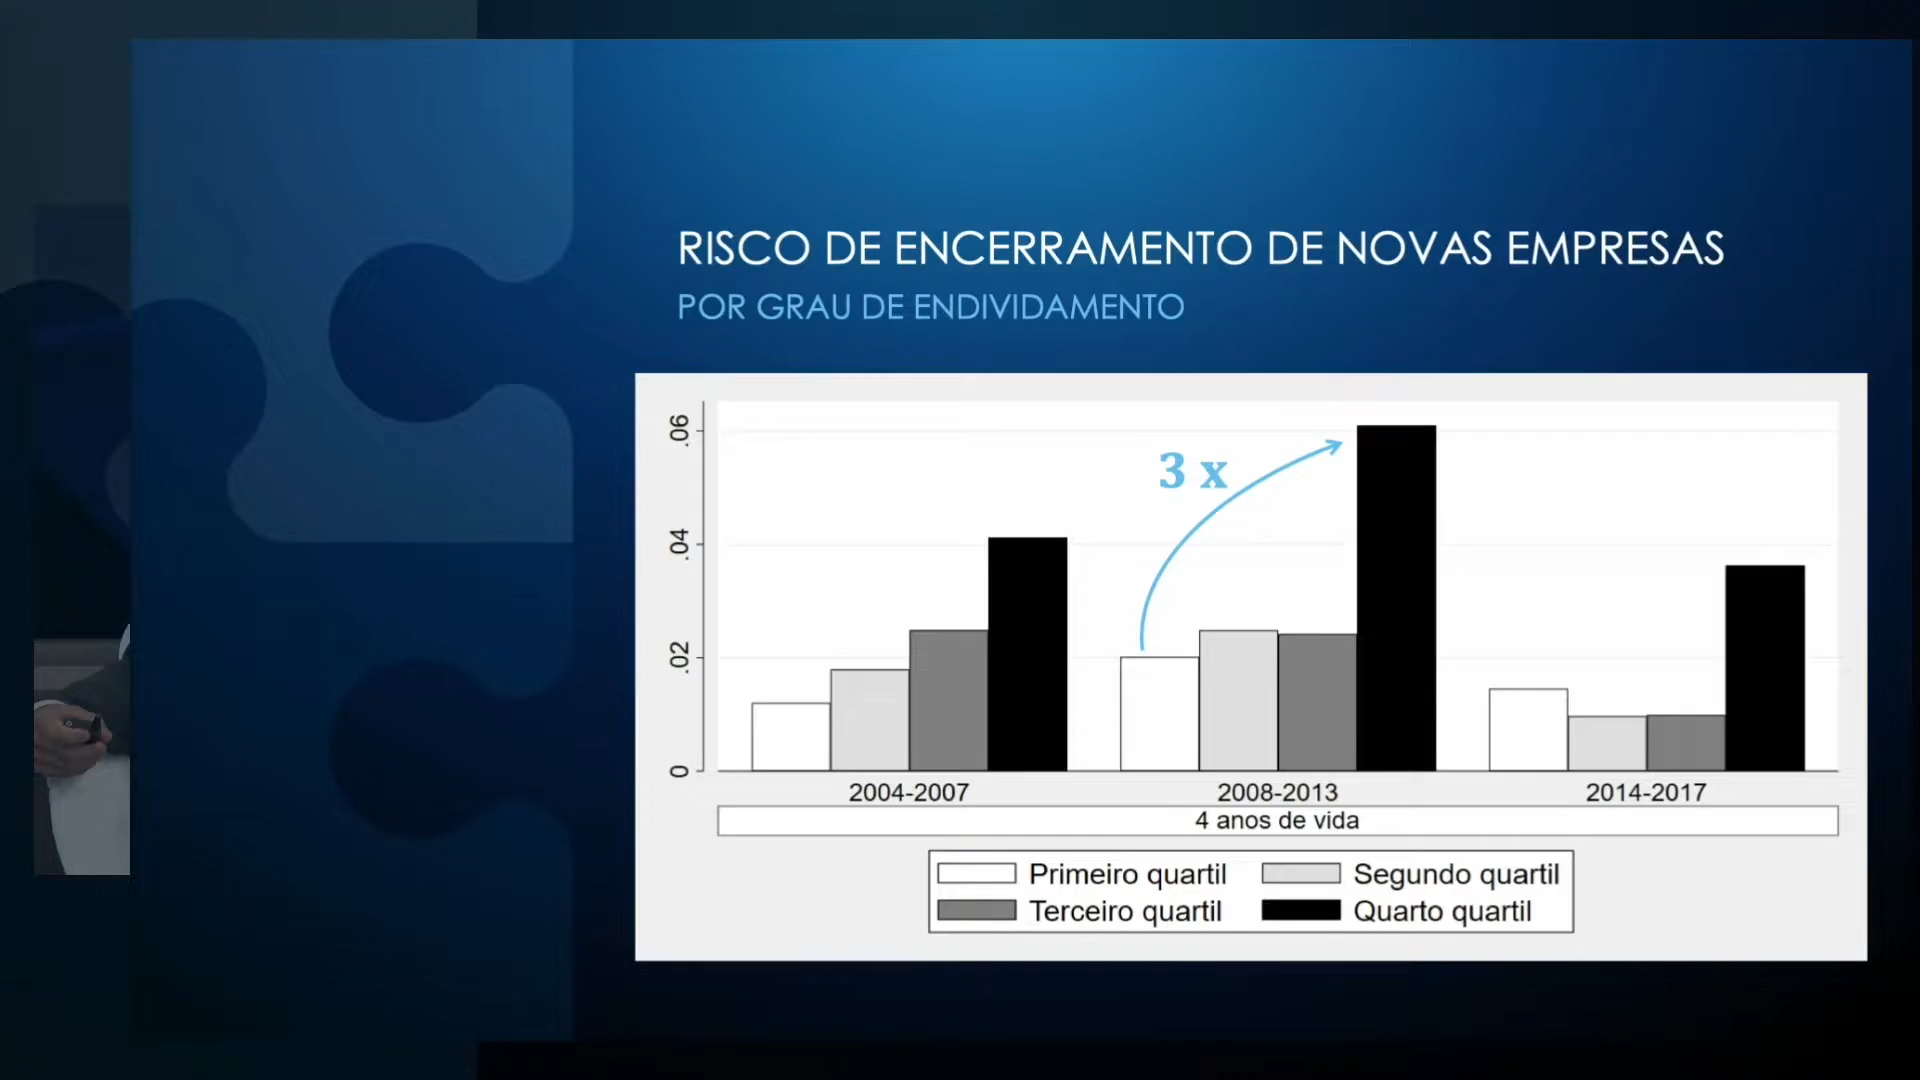 RISCO DE ENCERRAMENTO DE NOVAS EMPRESAS
POR GRAU DE ENDIVIDAMENTO
.06
.04
.02
0
3 x
2004-2007 2008-2013 2014-2017
4 anos de vida
Primeiro quartil Segundo quartil
Terceiro quartil Quarto quartil